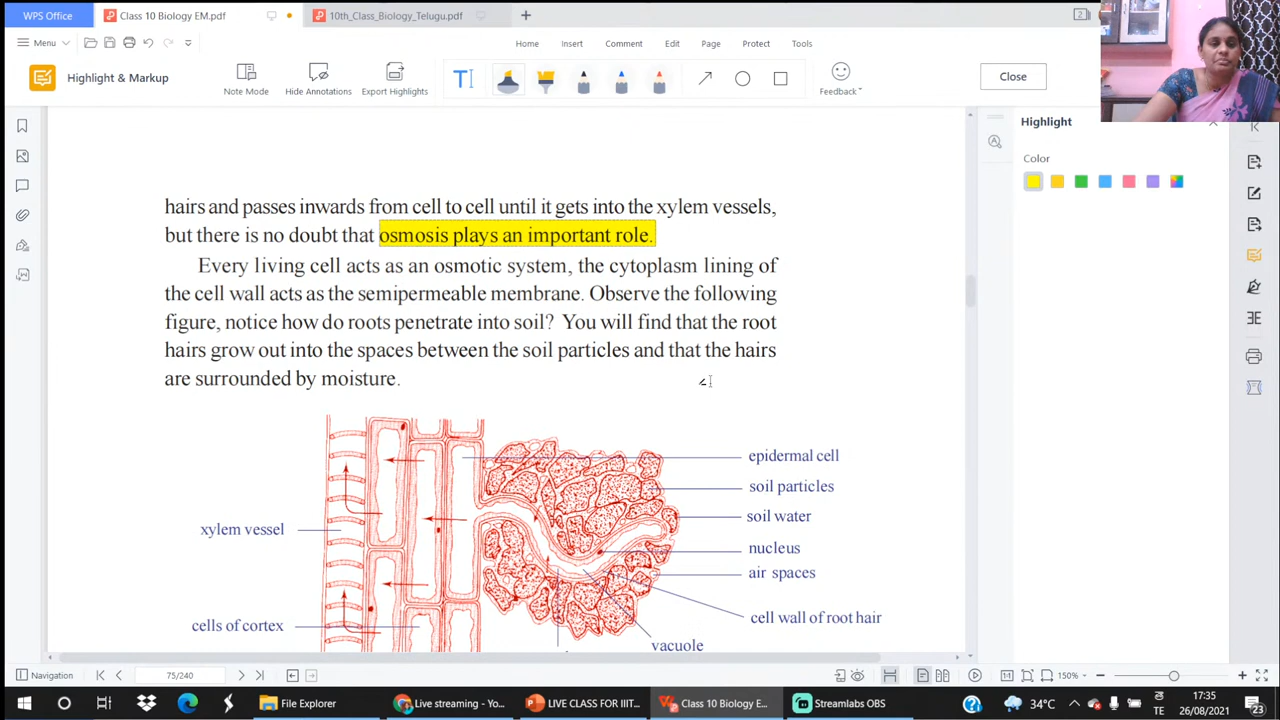 WPS Office
Class 10 Biology EM.pdf
10th_Class_Biology_Telugu.pdf
2
Menu
Home
Insert
Comment
Edit
Page
Protect
Tools
Highlight & Markup
Note Mode
Hide Annotations
Export Highlights
T
Feedback
Close
Highlight
Color
hairs and passes inwards from cell to cell until it gets into the xylem vessels,
but there is no doubt that osmosis plays an important role.
Every living cell acts as an osmotic system, the cytoplasm lining of
the cell wall acts as the semipermeable membrane. Observe the following
figure, notice how do roots penetrate into soil? You will find that the root
hairs grow out into the spaces between the soil particles and that the hairs
are surrounded by moisture.
epidermal cell
soil particles
xylem vessel
soil water
nucleus
air spaces
cell wall of root hair
cells of cortex
vacuole
Navigation
75/240
1:1
150%
File Explorer
Live streaming - Yo...
LIVE CLASS FOR IIIT...
Class 10 Biology E...
Streamlabs OBS
34°C
TE
17:35
26/08/2021
23